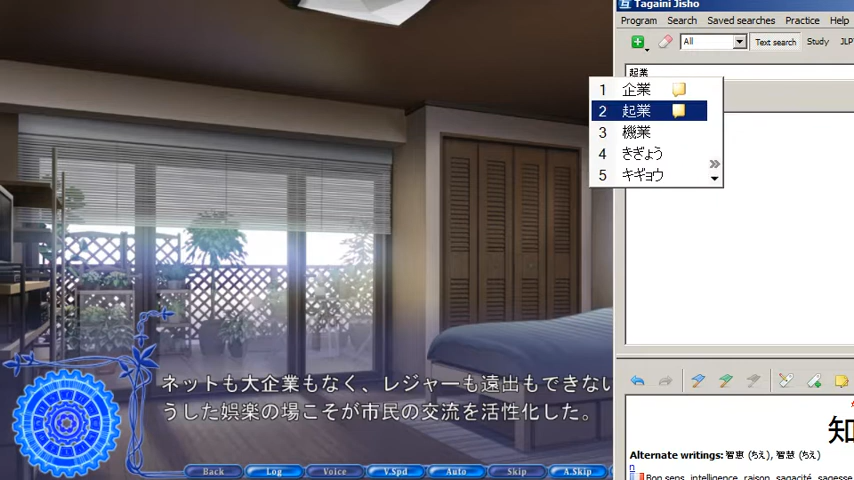 Tagaini Jisho
Program Search Saved searches Practice Help
All Text search Study JLP
起業
1 企業
2 起業
3 機業
4 きぎょう
5 キギョウ
ネットも大企業もなく、レジャーも遠出もできない
うした娯楽の場こそが市民の交流を活性化した。
Back Log Voice V.Spd Auto Skip A.Skip
知
Alternate writings: 智恵 (ちえ), 智慧 (ちえ)
n
Bon sens, intelligence, raison, sagacité, sagesse